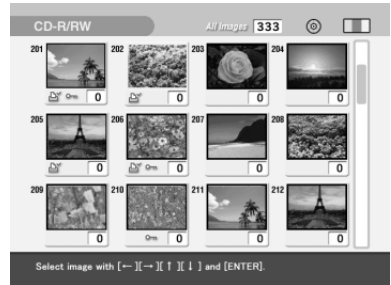 CD-R/RW All Images 333
201 202 203 204
0 0 0 0
205 206 207 208
0 0 0 0
209 210 211 212
0 0 0 0
Select image with [←][→][↑][↓] and [ENTER].